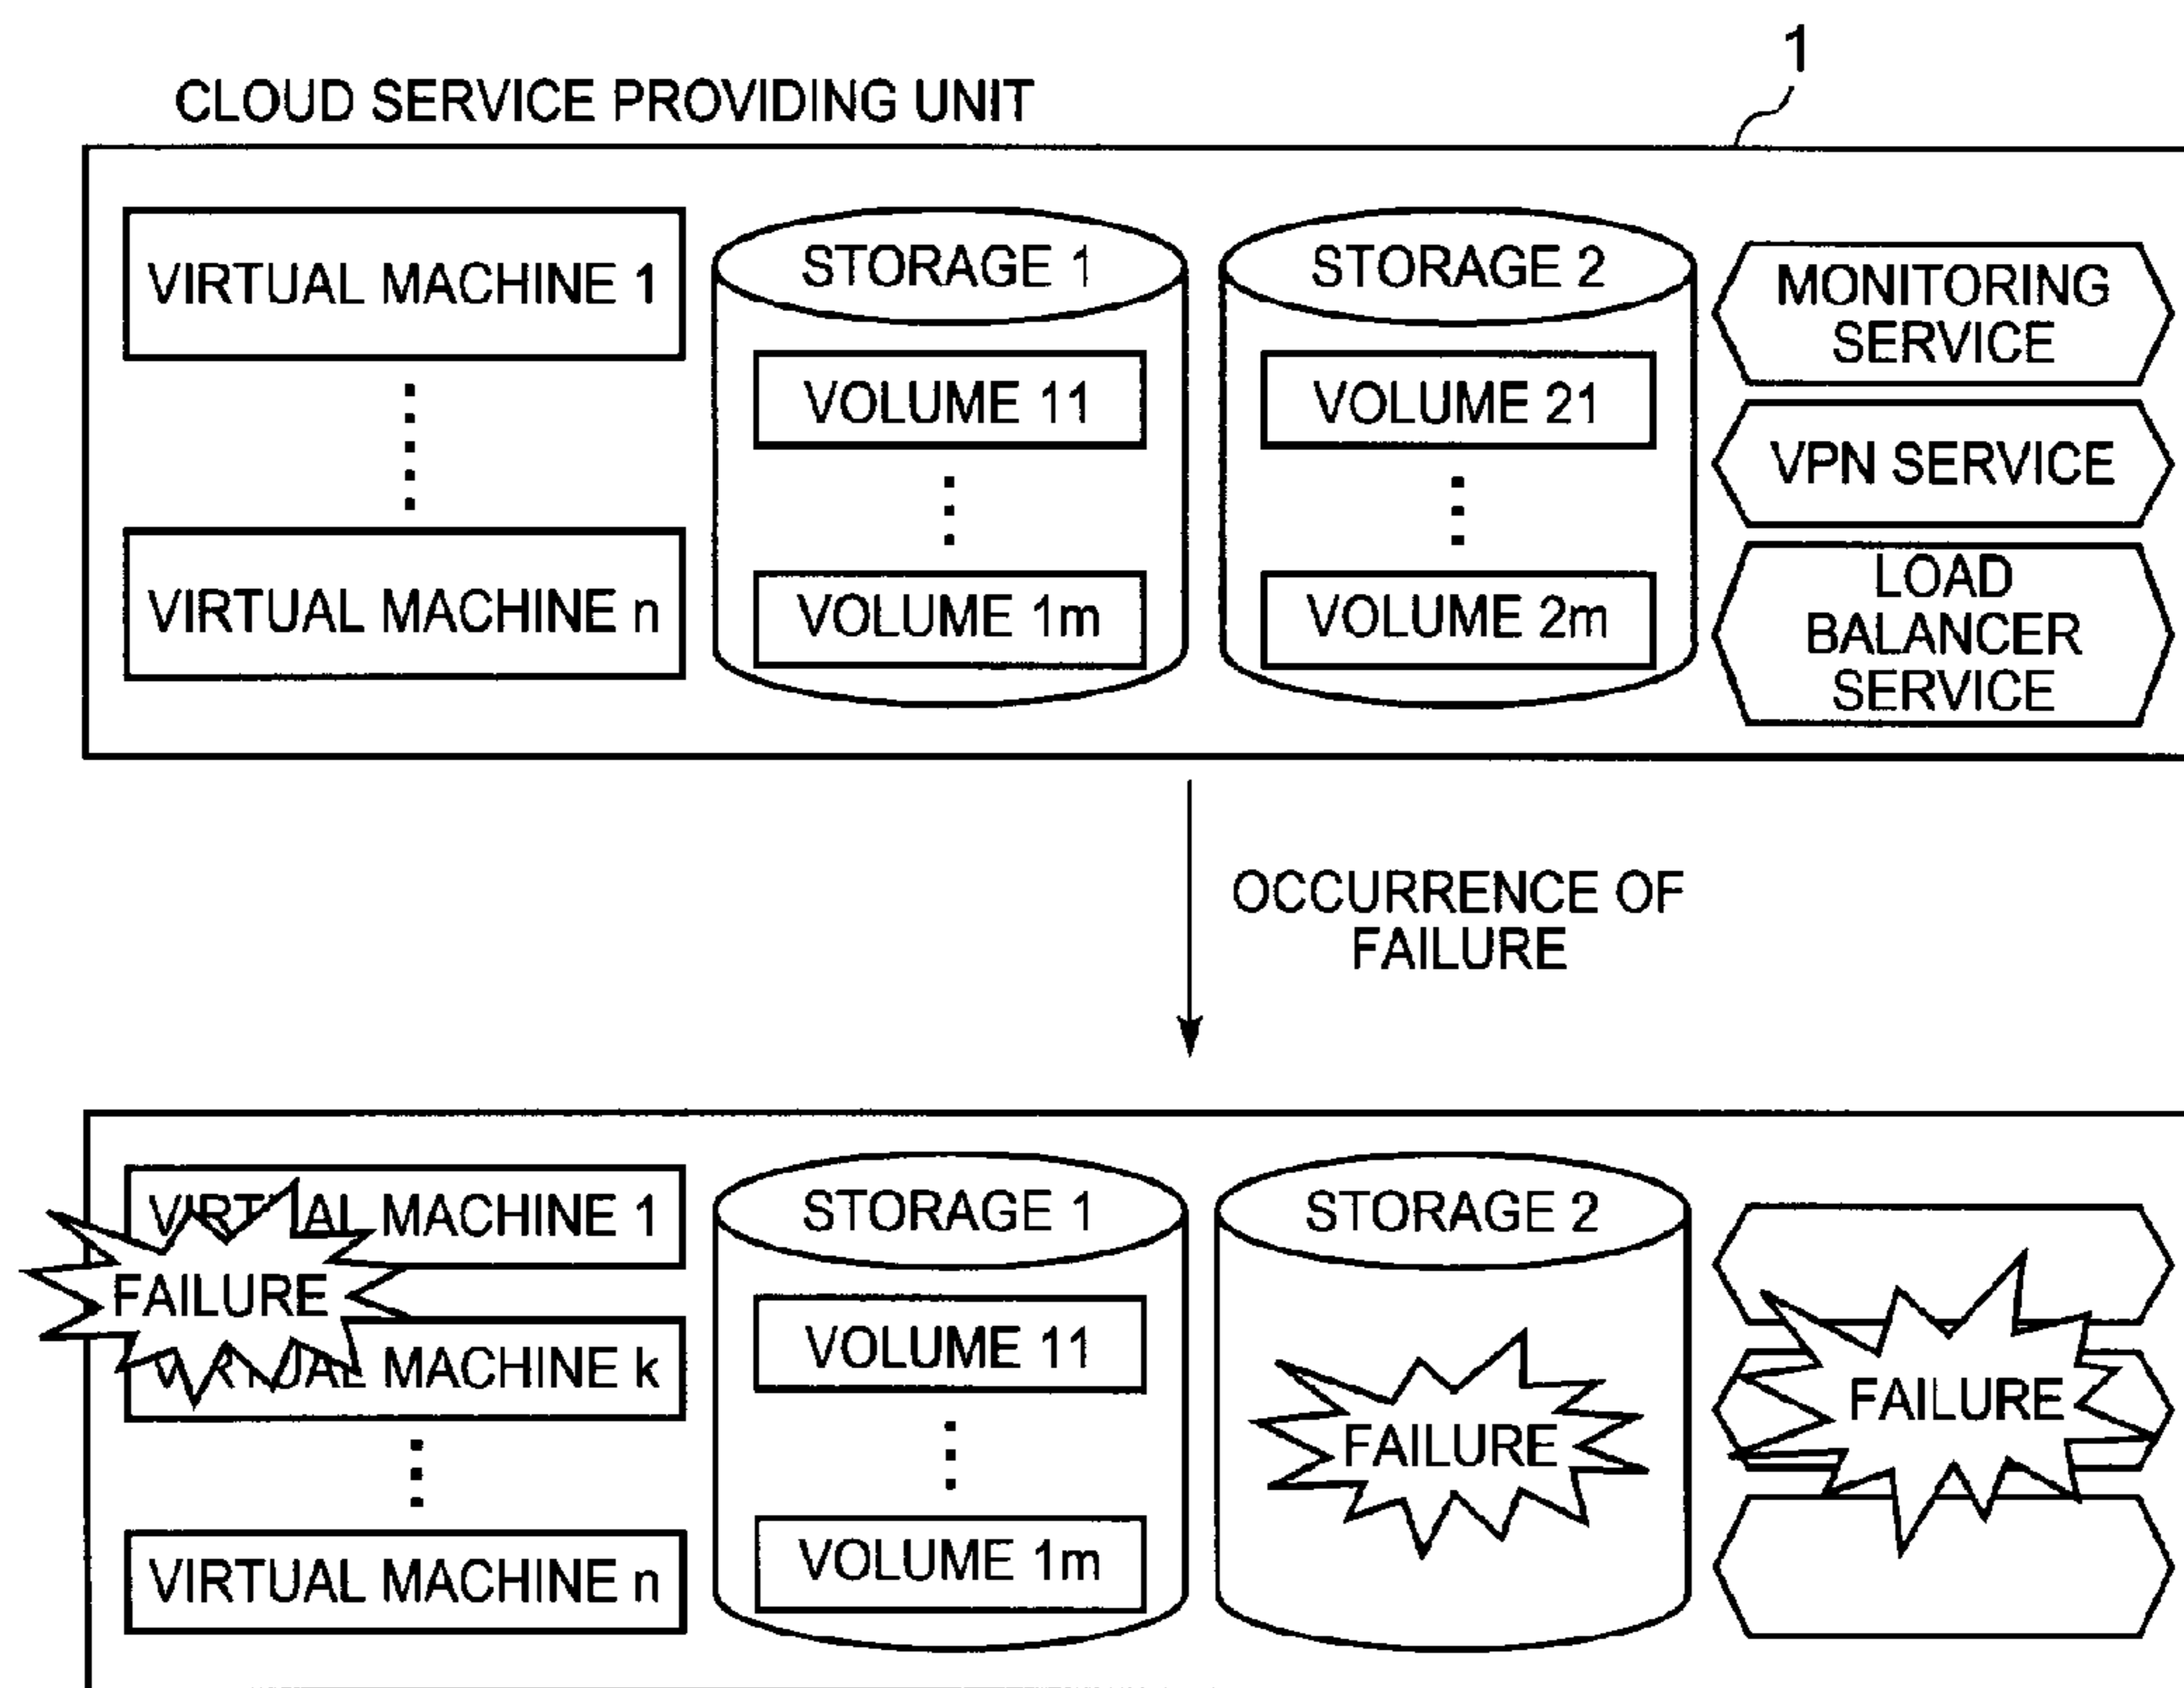 1
CLOUD SERVICE PROVIDING UNIT
VIRTUAL MACHINE 1
VIRTUAL MACHINE n
STORAGE 1
VOLUME 11
VOLUME 1m
STORAGE 2
VOLUME 21
VOLUME 2m
MONITORING
SERVICE
VPN SERVICE
LOAD
BALANCER
SERVICE
OCCURRENCE OF
FAILURE
VIRTUAL MACHINE 1
FAILURE
VIRTUAL MACHINE k
VIRTUAL MACHINE n
STORAGE 1
VOLUME 11
VOLUME 1m
STORAGE 2
FAILURE
FAILURE